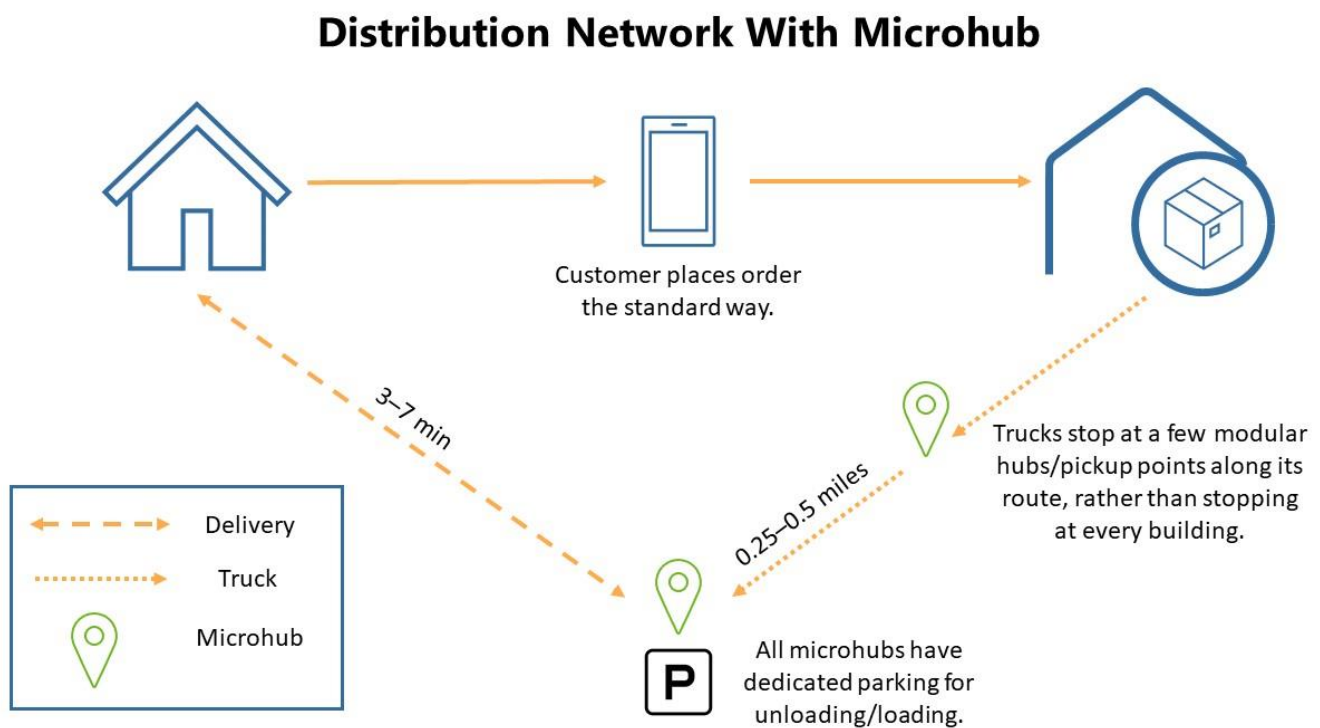 Distribution Network With Microhub
Customer places order
the standard way.
3–7 min
0.25–0.5 miles
Trucks stop at a few modular
hubs/pickup points along its
route, rather than stopping
at every building.
Delivery
Truck
Microhub
P
All microhubs have
dedicated parking for
unloading/loading.